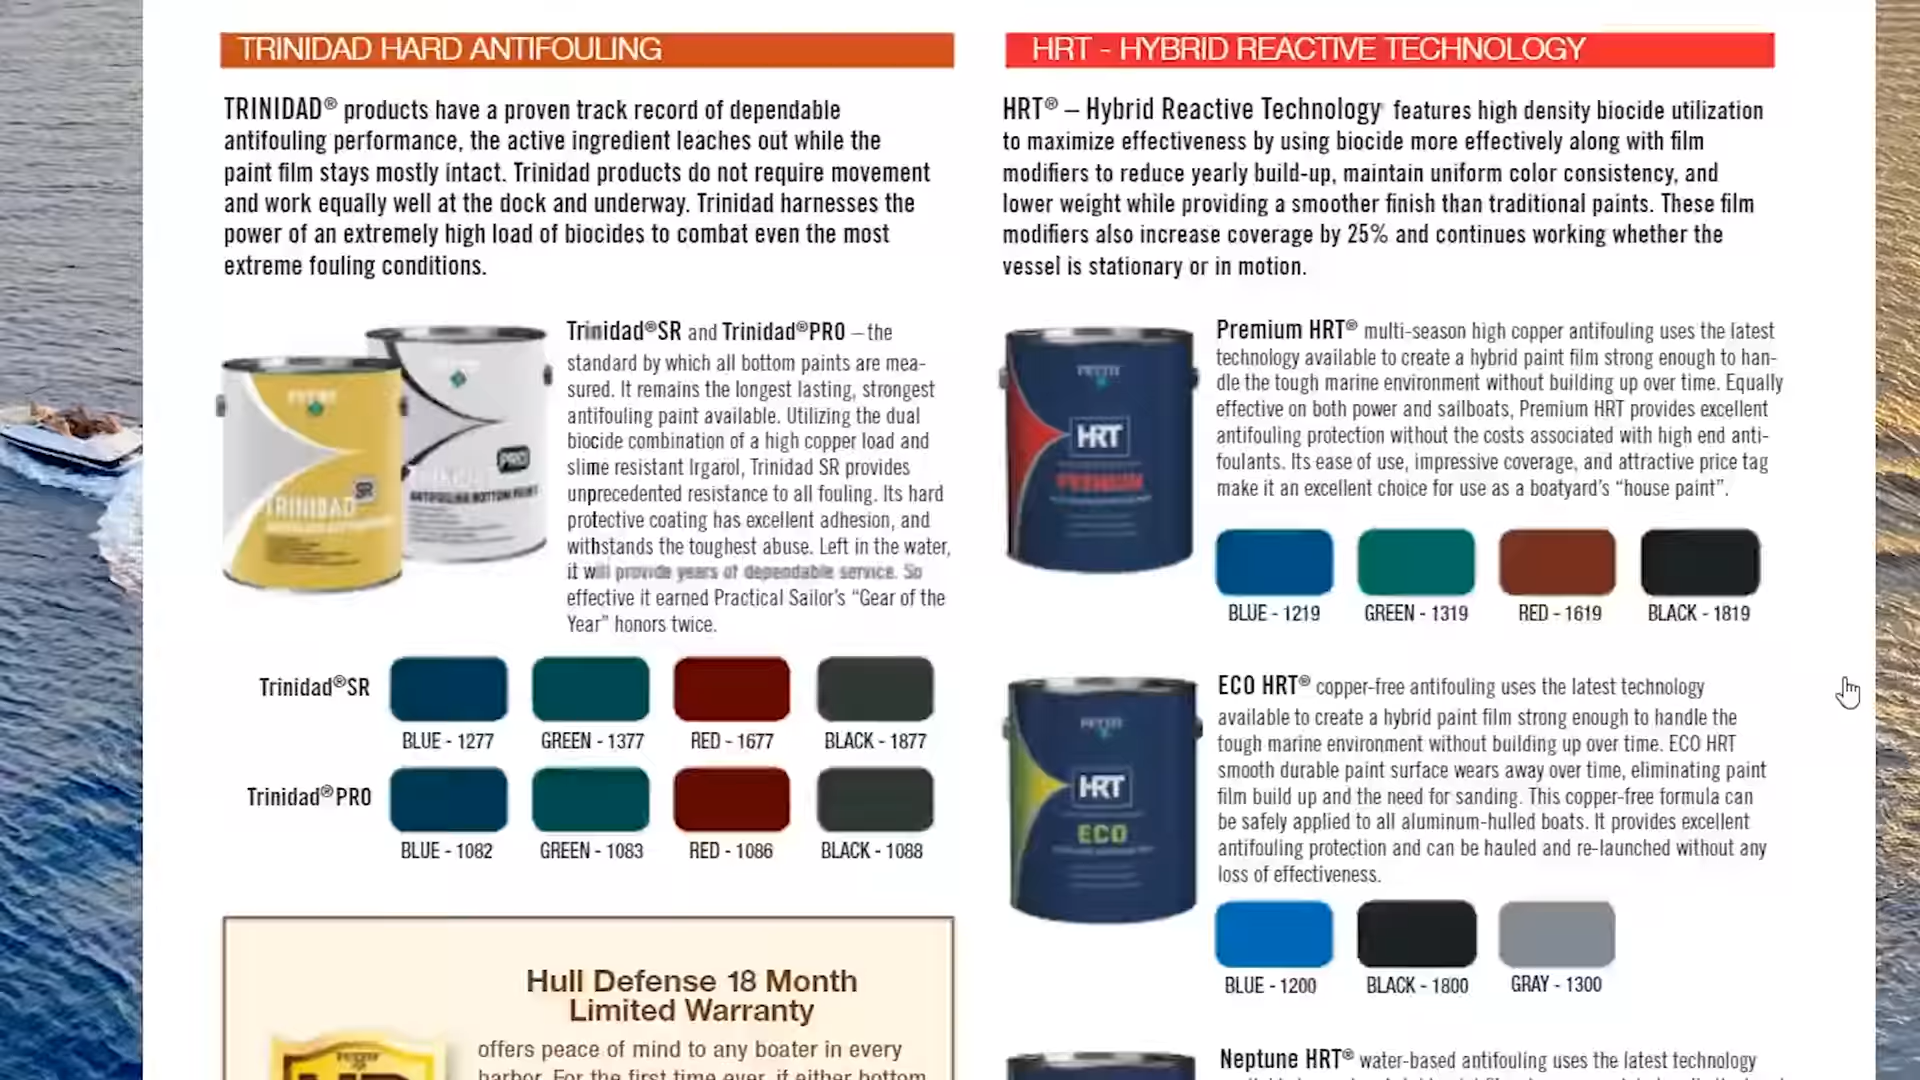 TRINIDAD HARD ANTIFOULING
TRINIDAD® products have a proven track record of dependable
antifouling performance, the active ingredient leaches out while the
paint film stays mostly intact. Trinidad products do not require movement
and work equally well at the dock and underway. Trinidad harnesses the
power of an extremely high load of biocides to combat even the most
extreme fouling conditions.
PRO
ANTIFOULING BOTTOM PAINT
TRINIDAD SR
Trinidad®SR and Trinidad®PRO – the
standard by which all bottom paints are mea-
sured. It remains the longest lasting, strongest
antifouling paint available. Utilizing the dual
biocide combination of a high copper load and
slime resistant Irgarol, Trinidad SR provides
unprecedented resistance to all fouling. Its hard
protective coating has excellent adhesion, and
withstands the toughest abuse. Left in the water,
it will provide years of dependable service. So
effective it earned Practical Sailor's “Gear of the
Year” honors twice.
Trinidad®SR
BLUE - 1277 GREEN - 1377 RED - 1677 BLACK - 1877
Trinidad®PRO
BLUE - 1082 GREEN - 1083 RED - 1086 BLACK - 1088
Hull Defense 18 Month
Limited Warranty
offers peace of mind to any boater in every
harbor. For the first time ever, if either bottom
HRT - HYBRID REACTIVE TECHNOLOGY
HRT® – Hybrid Reactive Technology features high density biocide utilization
to maximize effectiveness by using biocide more effectively along with film
modifiers to reduce yearly build-up, maintain uniform color consistency, and
lower weight while providing a smoother finish than traditional paints. These film
modifiers also increase coverage by 25% and continues working whether the
vessel is stationary or in motion.
PETTIT
HRT
PREMIUM
Premium HRT® multi-season high copper antifouling uses the latest
technology available to create a hybrid paint film strong enough to han-
dle the tough marine environment without building up over time. Equally
effective on both power and sailboats, Premium HRT provides excellent
antifouling protection without the costs associated with high end anti-
foulants. Its ease of use, impressive coverage, and attractive price tag
make it an excellent choice for use as a boatyard's “house paint”.
BLUE - 1219 GREEN - 1319 RED - 1619 BLACK - 1819
PETTIT
HRT
ECO
ECO HRT® copper-free antifouling uses the latest technology
available to create a hybrid paint film strong enough to handle the
tough marine environment without building up over time. ECO HRT
smooth durable paint surface wears away over time, eliminating paint
film build up and the need for sanding. This copper-free formula can
be safely applied to all aluminum-hulled boats. It provides excellent
antifouling protection and can be hauled and re-launched without any
loss of effectiveness.
BLUE - 1200 BLACK - 1800 GRAY - 1300
Neptune HRT® water-based antifouling uses the latest technology